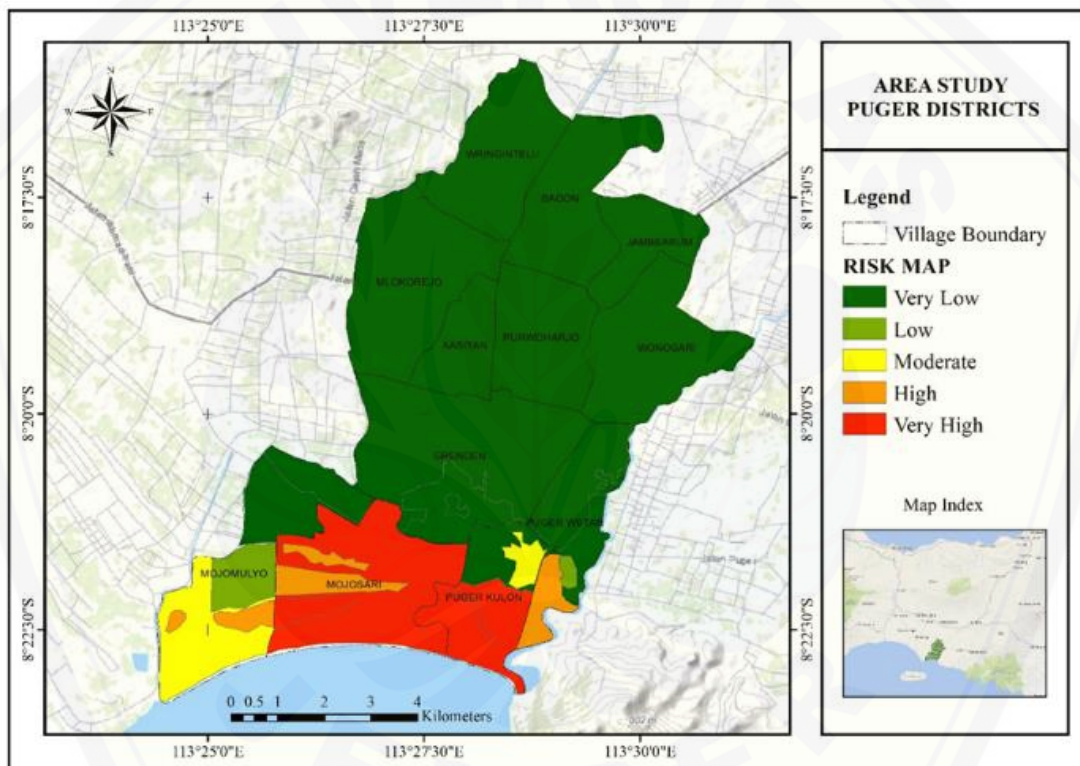 113°25'0"E 113°27'30"E 113°30'0"E
N
W E
S
8°17'30"S
8°20'0"S
8°22'30"S
WRINGINTELU
BAGON
JAMBEARUM
MLOKOREJO
KASIYAN
PURWOHARJO
WONOSARI
GRENDEN
PUGER WETAN
MOJOMULYO
MOJOSARI
PUGER KULON
0 0.5 1 2 3 4
Kilometers
8°17'30"S
8°20'0"S
8°22'30"S
113°25'0"E 113°27'30"E 113°30'0"E
AREA STUDY
PUGER DISTRICTS
Legend
Village Boundary
RISK MAP
Very Low
Low
Moderate
High
Very High
Map Index